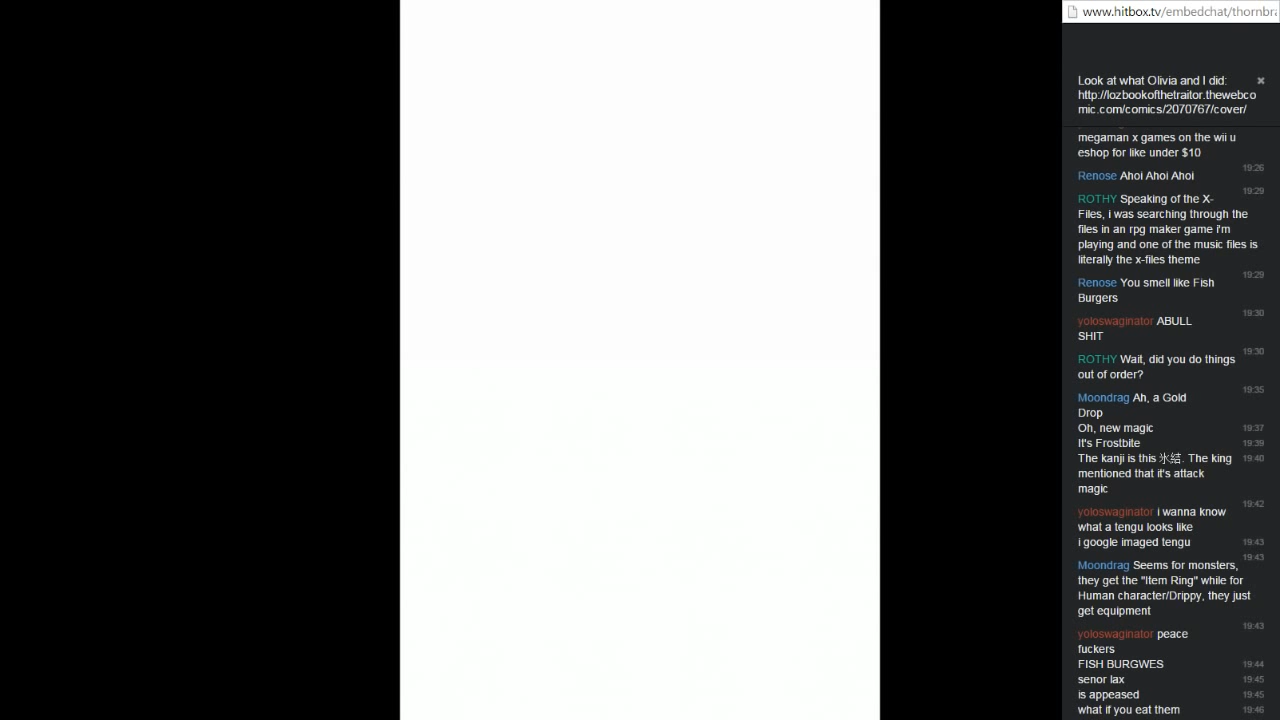 www.hitbox.tv/embedchat/thornbra
Look at what Olivia and I did:
http://lozbookofthetraitor.thewebco
mic.com/comics/2070767/cover/
megaman x games on the wii u
eshop for like under $10
19:26
Renose Ahoi Ahoi Ahoi
19:29
ROTHY Speaking of the X-
Files, i was searching through the
files in an rpg maker game i'm
playing and one of the music files is
literally the x-files theme
19:29
Renose You smell like Fish
Burgers
19:30
yoloswaginator ABULL
SHIT
19:30
ROTHY Wait, did you do things
out of order?
19:35
Moondrag Ah, a Gold
Drop
Oh, new magic 19:37
It's Frostbite 19:39
The kanji is this 氷结. The king 19:40
mentioned that it's attack
magic
19:42
yoloswaginator i wanna know
what a tengu looks like
i google imaged tengu 19:43
19:43
Moondrag Seems for monsters,
they get the "Item Ring" while for
Human character/Drippy, they just
get equipment
19:43
yoloswaginator peace
fuckers
FISH BURGWES 19:44
senor lax 19:45
is appeased 19:45
what if you eat them 19:46